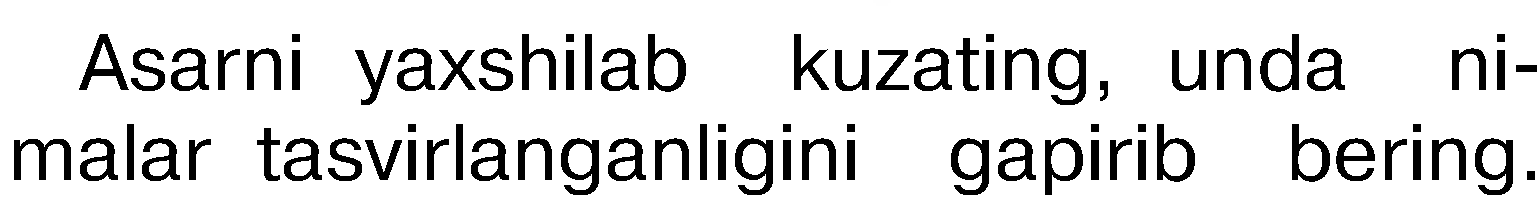 Asarni yaxshilab kuzating, unda ni-
malar tasvirlanganligini gapirib bering.